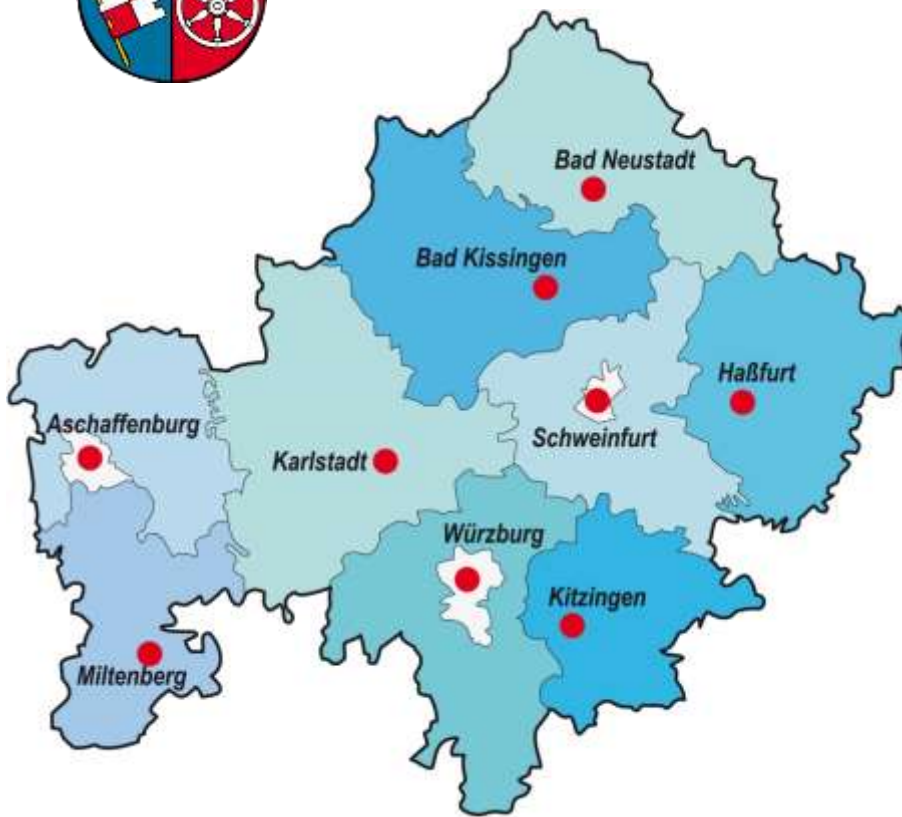 Bad Neustadt
Bad Kissingen
Haßfurt
Aschaffenburg
Schweinfurt
Karlstadt
Würzburg
Kitzingen
Miltenberg